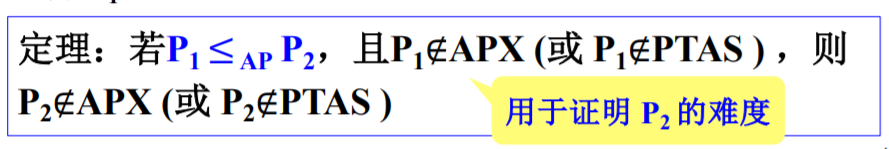 定理：若P₁ ≤ AP P₂，且P₁∉APX (或 P₁∉PTAS )，则
P₂∉APX (或 P₂∉PTAS )
用于证明 P₂ 的难度